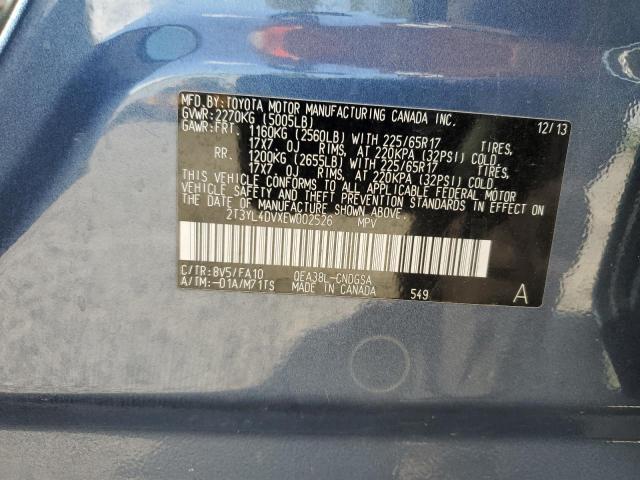 MFD. BY: TOYOTA MOTOR MANUFACTURING CANADA INC. 12/13
GVWR: 2270KG (5005LB)
GAWR: FRT. 1160KG (2560LB) WITH 225/65R17 TIRES,
17X7.0J RIMS, AT 220KPA (32PSI) COLD
RR. 1200KG (2655LB) WITH 225/65R17 TIRES,
17X7.0J RIMS, AT 220KPA (32PSI) COLD
THIS VEHICLE CONFORMS TO ALL APPLICABLE FEDERAL MOTOR
VEHICLE SAFETY AND THEFT PREVENTION STANDARDS IN EFFECT ON
THE DATE OF MANUFACTURE SHOWN ABOVE.
2T3YL4DVXEW002526 MPV
C/TR: 8V5/FA10 QEA38L-CNDGSA
A/TM: -01A/M71TS MADE IN CANADA 549 A